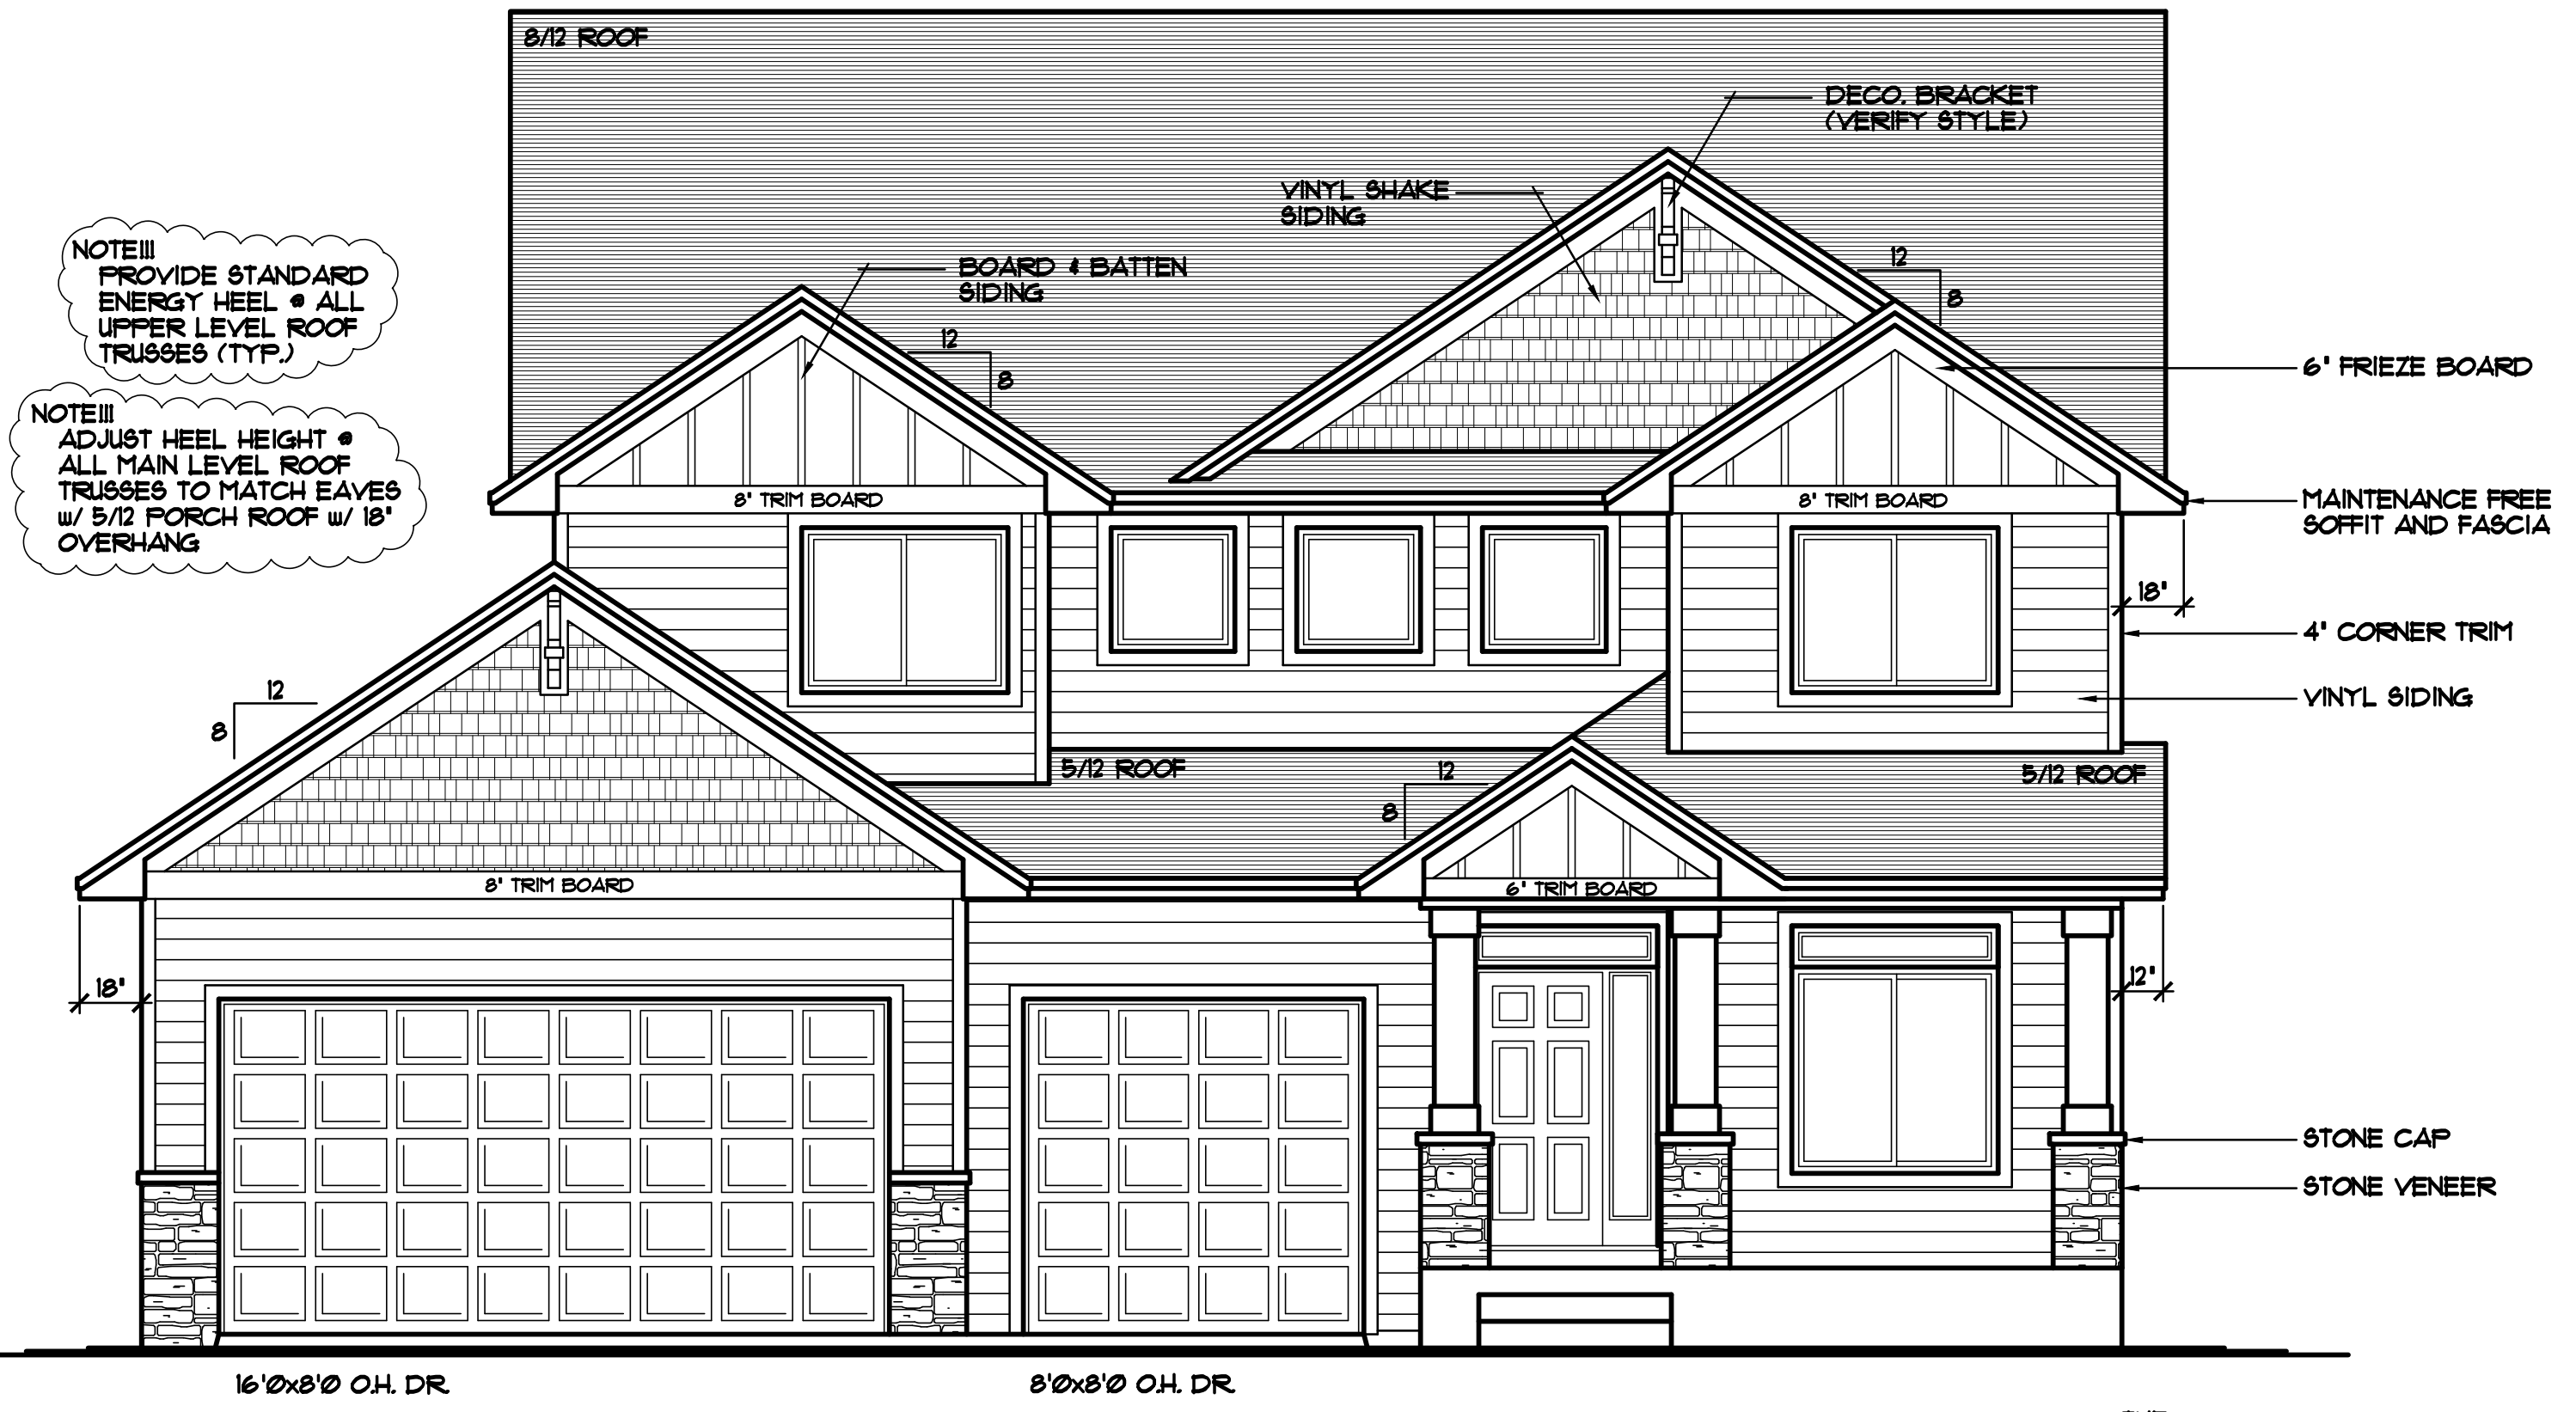 8/12 ROOF
DECO. BRACKET
(VERIFY STYLE)
VINYL SHAKE
SIDING
NOTE!!!
PROVIDE STANDARD
ENERGY HEEL @ ALL
UPPER LEVEL ROOF
TRUSSES (TYP.)
BOARD & BATTEN
SIDING
12
8
12
8
6" FRIEZE BOARD
NOTE!!!
ADJUST HEEL HEIGHT @
ALL MAIN LEVEL ROOF
TRUSSES TO MATCH EAVES
w/ 5/12 PORCH ROOF w/ 18"
OVERHANG
8" TRIM BOARD
8" TRIM BOARD
MAINTENANCE FREE
SOFFIT AND FASCIA
18"
4" CORNER TRIM
12
8
VINYL SIDING
5/12 ROOF
12
8
5/12 ROOF
8" TRIM BOARD
6" TRIM BOARD
18"
12"
STONE CAP
STONE VENEER
16'0x8'0 O.H. DR.
8'0x8'0 O.H. DR.